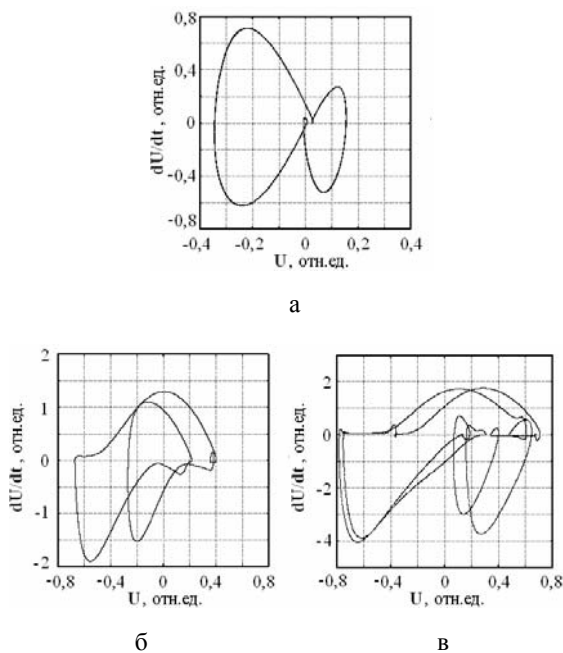 0,8
0,4
0
-0,4
-0,8
dU/dt, отн.ед.
-0,4 -0,2 0 0,2 0,4
U, отн.ед.
а
2
1
0
-1
-2
dU/dt, отн.ед.
-0,8 -0,4 0 0,4 0,8
U, отн.ед.
б
2
0
-2
-4
dU/dt, отн.ед.
-0,8 -0,4 0 0,4 0,8
U, отн.ед.
в